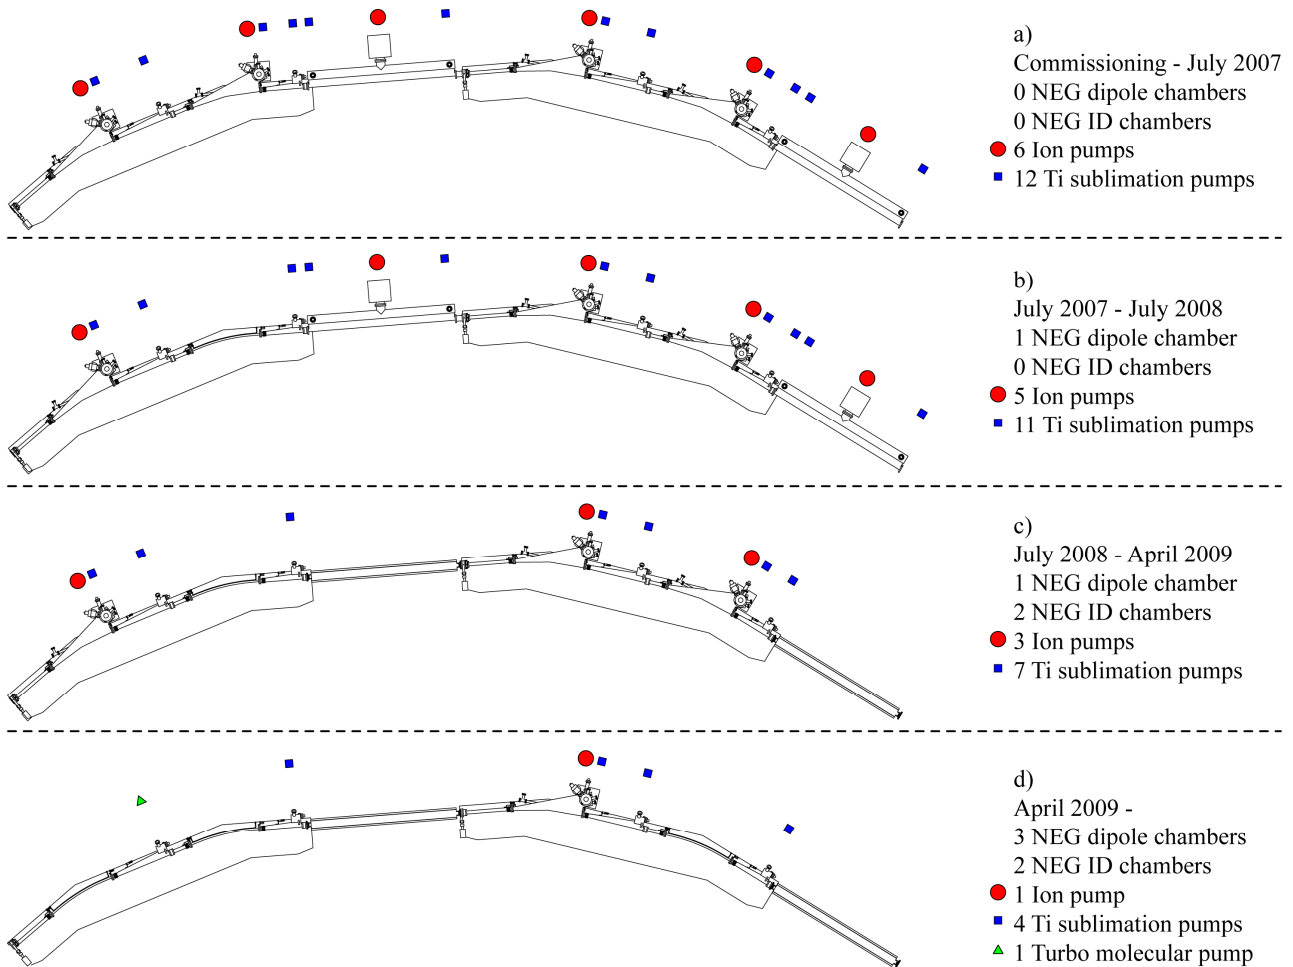 a)
Commissioning - July 2007
0 NEG dipole chambers
0 NEG ID chambers
6 Ion pumps
12 Ti sublimation pumps
b)
July 2007 - July 2008
1 NEG dipole chamber
0 NEG ID chambers
5 Ion pumps
11 Ti sublimation pumps
c)
July 2008 - April 2009
1 NEG dipole chamber
2 NEG ID chambers
3 Ion pumps
7 Ti sublimation pumps
d)
April 2009 -
3 NEG dipole chambers
2 NEG ID chambers
1 Ion pump
4 Ti sublimation pumps
1 Turbo molecular pump